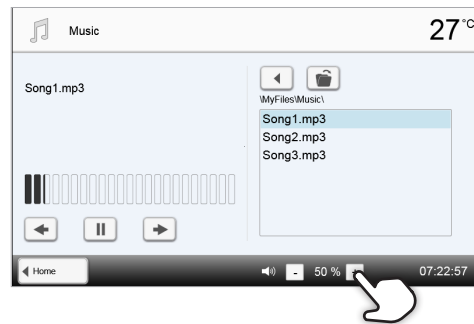 Music
27°C
Song1.mp3
\MyFiles\Music\
Song1.mp3
Song2.mp3
Song3.mp3
Home
- 50 % +
07:22:57